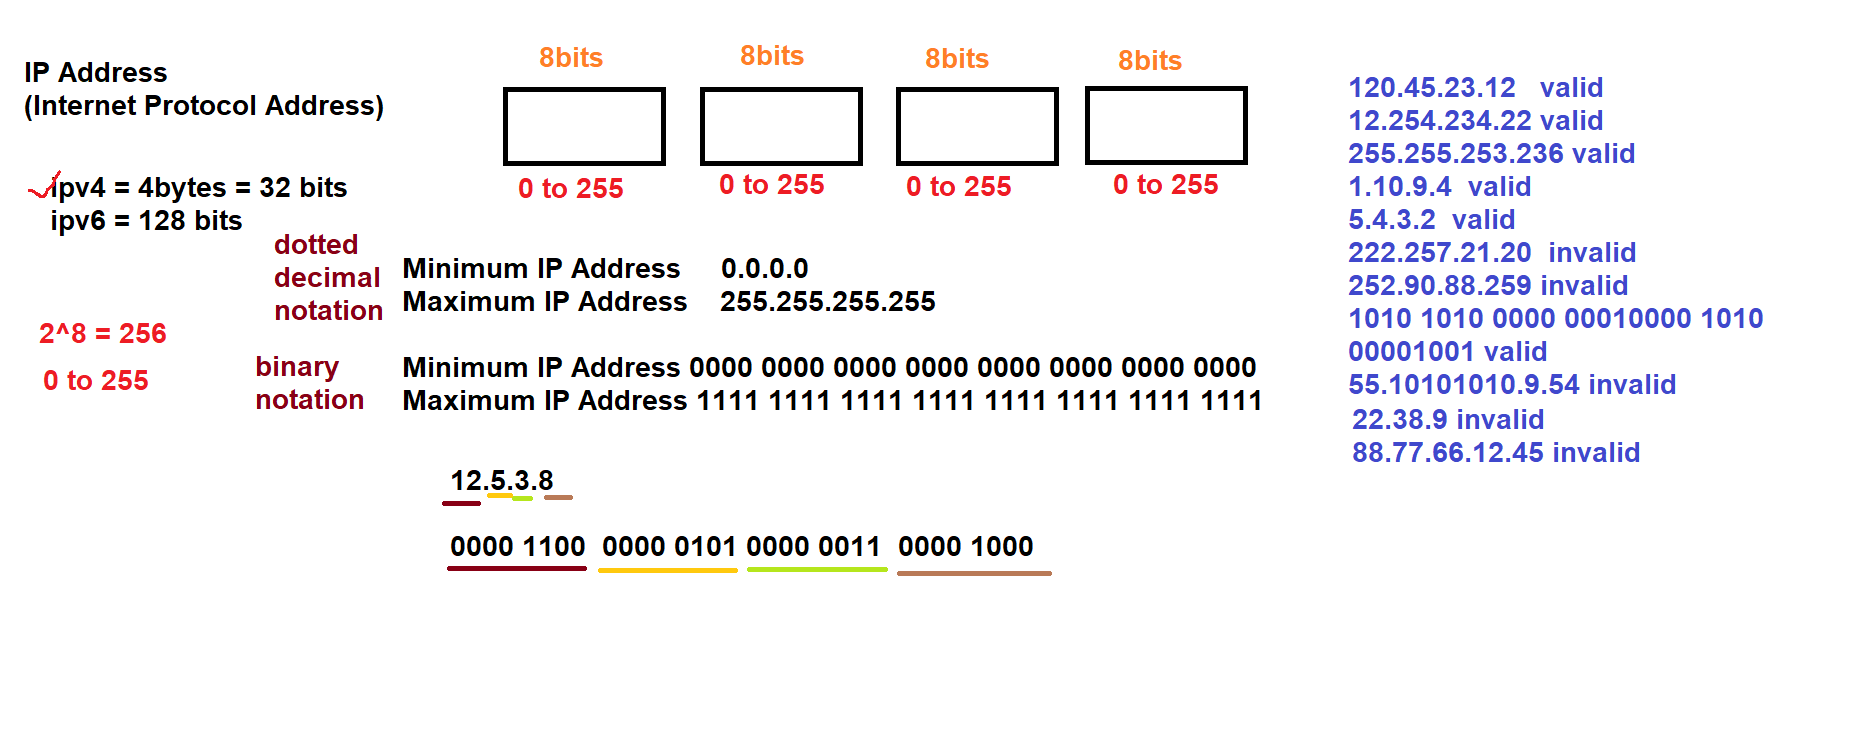 IP Address
(Internet Protocol Address)
ipv4 = 4bytes = 32 bits
ipv6 = 128 bits
2^8 = 256
0 to 255
8bits 8bits 8bits 8bits
0 to 255 0 to 255 0 to 255 0 to 255
dotted
decimal
notation
Minimum IP Address 0.0.0.0
Maximum IP Address 255.255.255.255
binary
notation
Minimum IP Address 0000 0000 0000 0000 0000 0000 0000 0000
Maximum IP Address 1111 1111 1111 1111 1111 1111 1111 1111
12.5.3.8
0000 1100 0000 0101 0000 0011 0000 1000
120.45.23.12 valid
12.254.234.22 valid
255.255.253.236 valid
1.10.9.4 valid
5.4.3.2 valid
222.257.21.20 invalid
252.90.88.259 invalid
1010 1010 0000 00010000 1010
00001001 valid
55.10101010.9.54 invalid
22.38.9 invalid
88.77.66.12.45 invalid